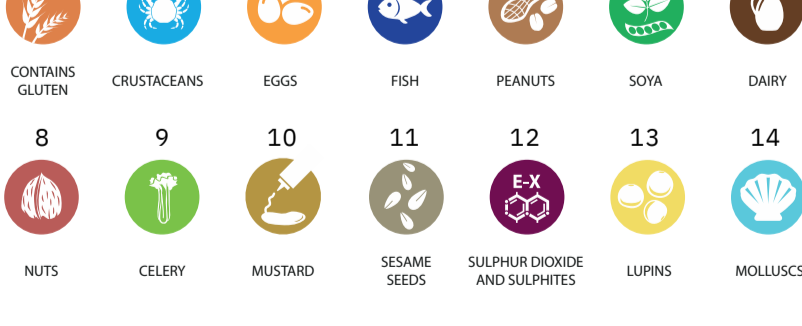 CONTAINS
GLUTEN
CRUSTACEANS
EGGS
FISH
PEANUTS
SOYA
DAIRY
8
9
10
11
12
13
14
E-X
NUTS
CELERY
MUSTARD
SESAME
SEEDS
SULPHUR DIOXIDE
AND SULPHITES
LUPINS
MOLLUSCS